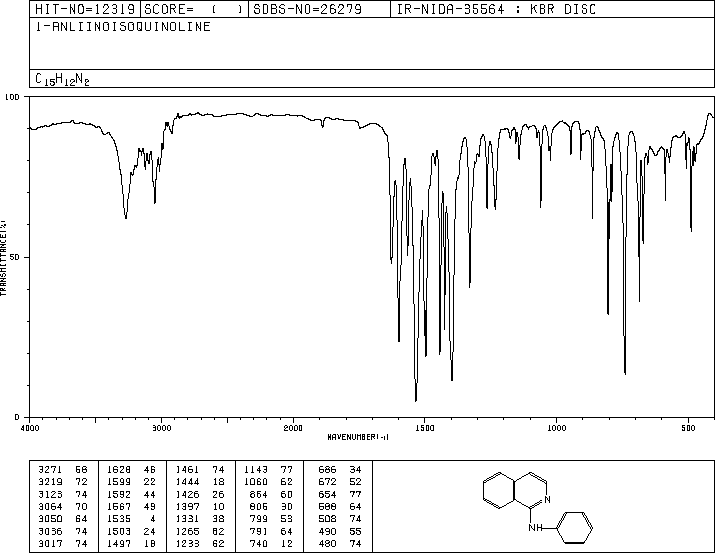 HIT-NO=12319 SCORE= ( ) SDBS-NO=26279 IR-NIDA-35564 : KBR DISC
1-ANLIINOISOQUINOLINE
C15H12N2
100
50
0
TRANSMITTANCE(%)
4000 3000 2000 1500 1000 500
WAVENUMBER(-1)
3271 68 1628 46 1461 74 1143 77 686 34
3219 72 1599 22 1444 18 1060 62 672 52
3123 74 1592 44 1426 26 864 60 654 77
3064 70 1567 49 1397 10 806 30 588 64
3050 64 1535 4 1331 38 799 53 508 74
3036 74 1503 24 1265 82 791 64 490 55
3017 74 1497 18 1233 62 740 12 480 74
N
NH